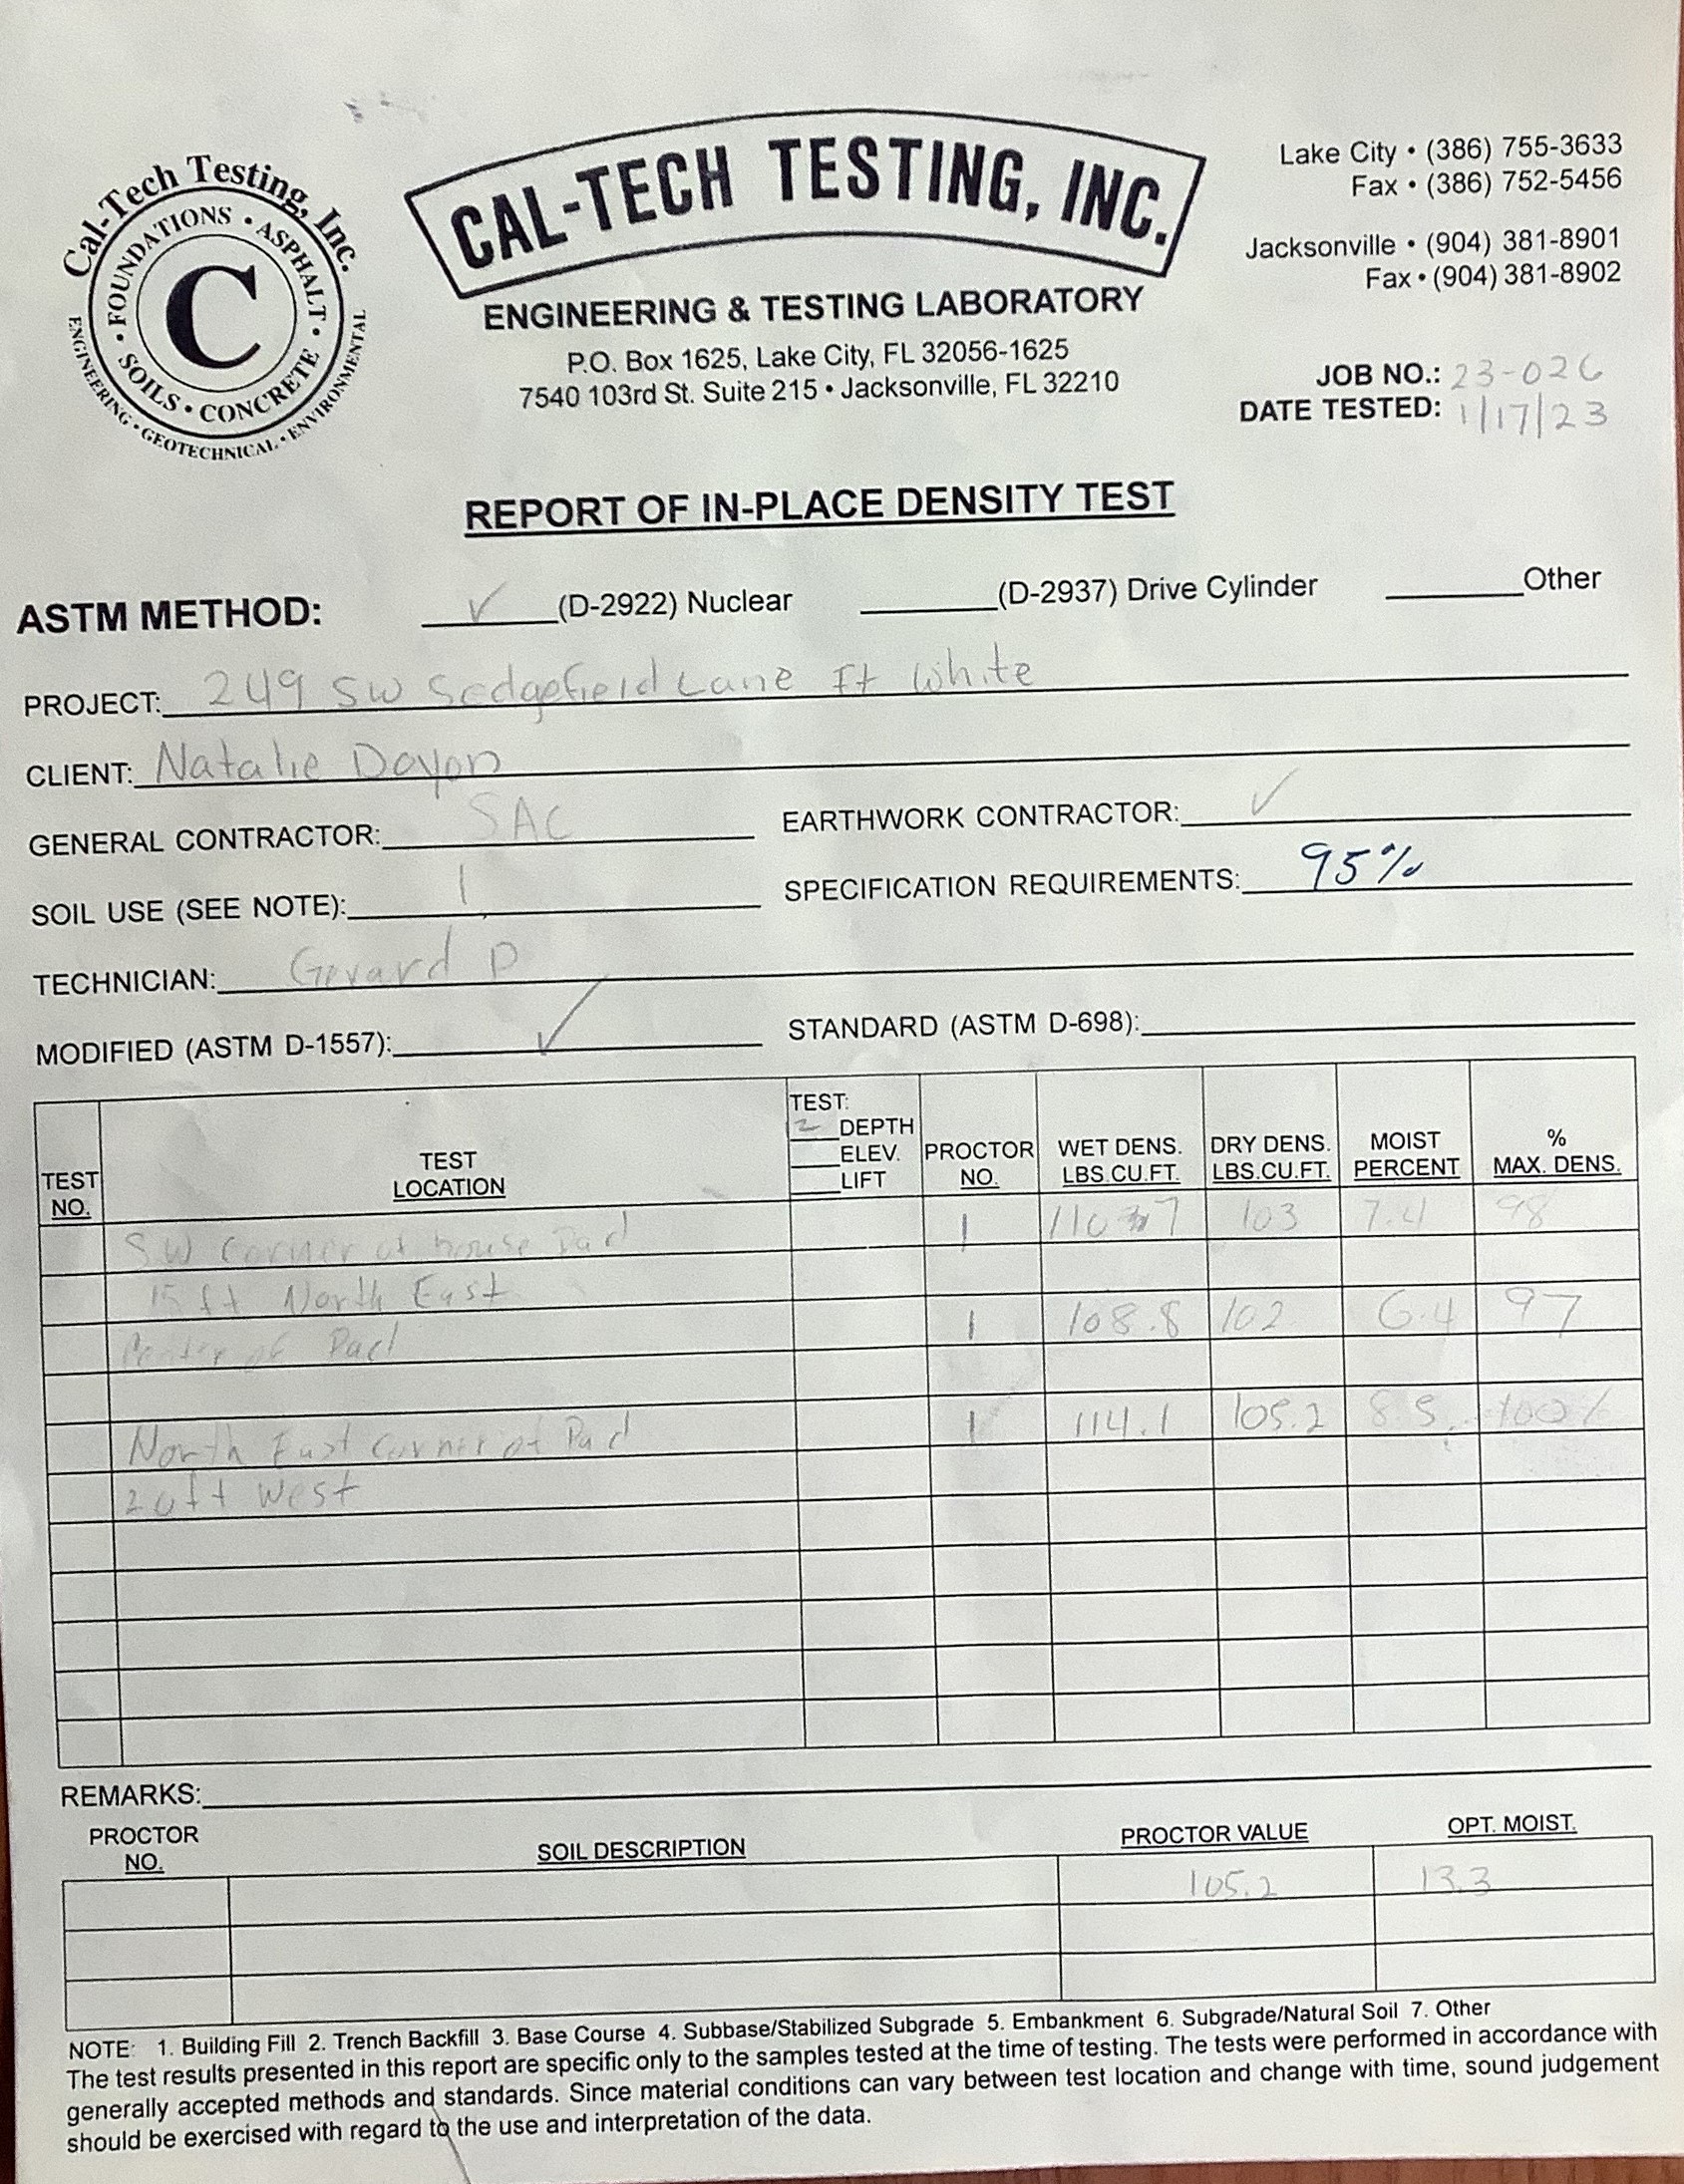 Cal-Tech Testing, Inc.
FOUNDATIONS • ASPHALT • CONCRETE • SOILS •
ENGINEERING • GEOTECHNICAL • ENVIRONMENTAL
C
CAL-TECH TESTING, INC.
ENGINEERING & TESTING LABORATORY
P.O. Box 1625, Lake City, FL 32056-1625
7540 103rd St. Suite 215 • Jacksonville, FL 32210
Lake City • (386) 755-3633
Fax • (386) 752-5456
Jacksonville • (904) 381-8901
Fax • (904) 381-8902
JOB NO.: 23-026
DATE TESTED: 1/17/23
REPORT OF IN-PLACE DENSITY TEST
ASTM METHOD: ✓ (D-2922) Nuclear (D-2937) Drive Cylinder Other
PROJECT: 249 SW Sedgefield Lane Ft White
CLIENT: Natalie Doyon
GENERAL CONTRACTOR: SAC EARTHWORK CONTRACTOR: ✓
SOIL USE (SEE NOTE): 1 SPECIFICATION REQUIREMENTS: 95%
TECHNICIAN: Gerard D
MODIFIED (ASTM D-1557): ✓ STANDARD (ASTM D-698):
TEST NO. TEST LOCATION TEST: 2 DEPTH ELEV. LIFT PROCTOR NO. WET DENS. LBS.CU.FT. DRY DENS. LBS.CU.FT. MOIST PERCENT % MAX. DENS.
SW Corner of house Pad 1 110.7 103 7.4 98
15 ft North East
Center of Pad 1 108.8 102 6.4 97
North East Corner of Pad 1 114.1 105.2 8.5 100%
20ft West
REMARKS:
PROCTOR NO. SOIL DESCRIPTION PROCTOR VALUE OPT. MOIST.
105.2 13.3
NOTE: 1. Building Fill 2. Trench Backfill 3. Base Course 4. Subbase/Stabilized Subgrade 5. Embankment 6. Subgrade/Natural Soil 7. Other
The test results presented in this report are specific only to the samples tested at the time of testing. The tests were performed in accordance with
generally accepted methods and standards. Since material conditions can vary between test location and change with time, sound judgement
should be exercised with regard to the use and interpretation of the data.